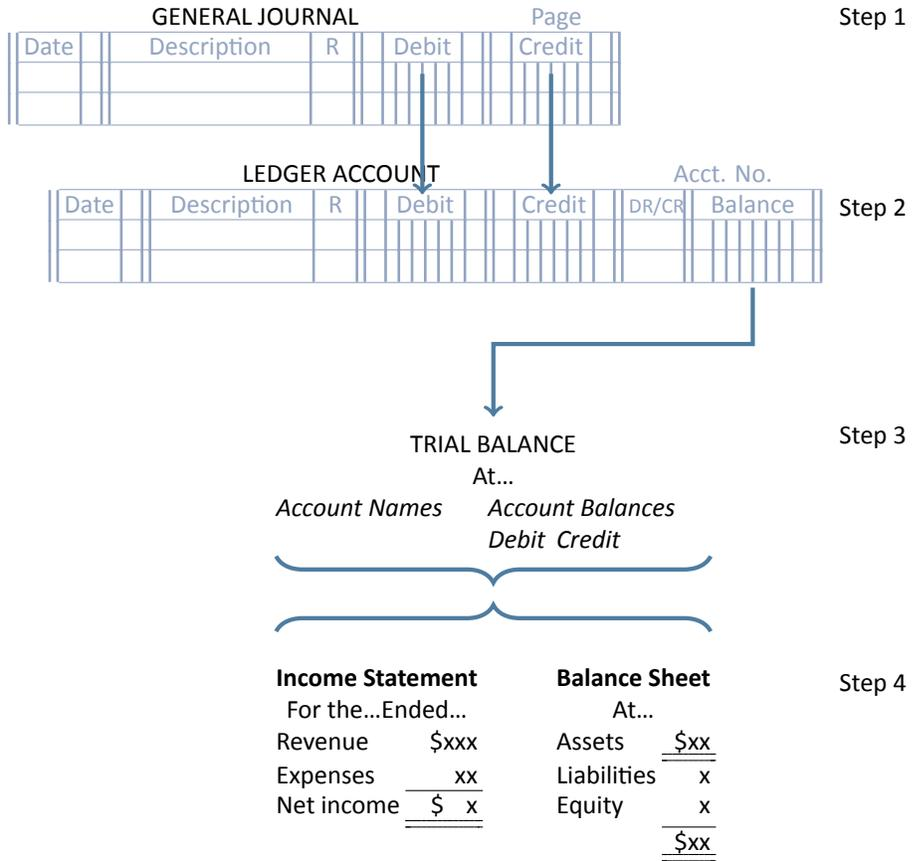 GENERAL JOURNAL Page Step 1
Date Description R Debit Credit
LEDGER ACCOUNT Acct. No.
Date Description R Debit Credit DR/CR Balance Step 2
TRIAL BALANCE Step 3
At...
Account Names Account Balances
Debit Credit
Income Statement Balance Sheet Step 4
For the...Ended... At...
Revenue $xxx Assets $xx
Expenses xx Liabilities x
Net income $ x Equity x
$xx